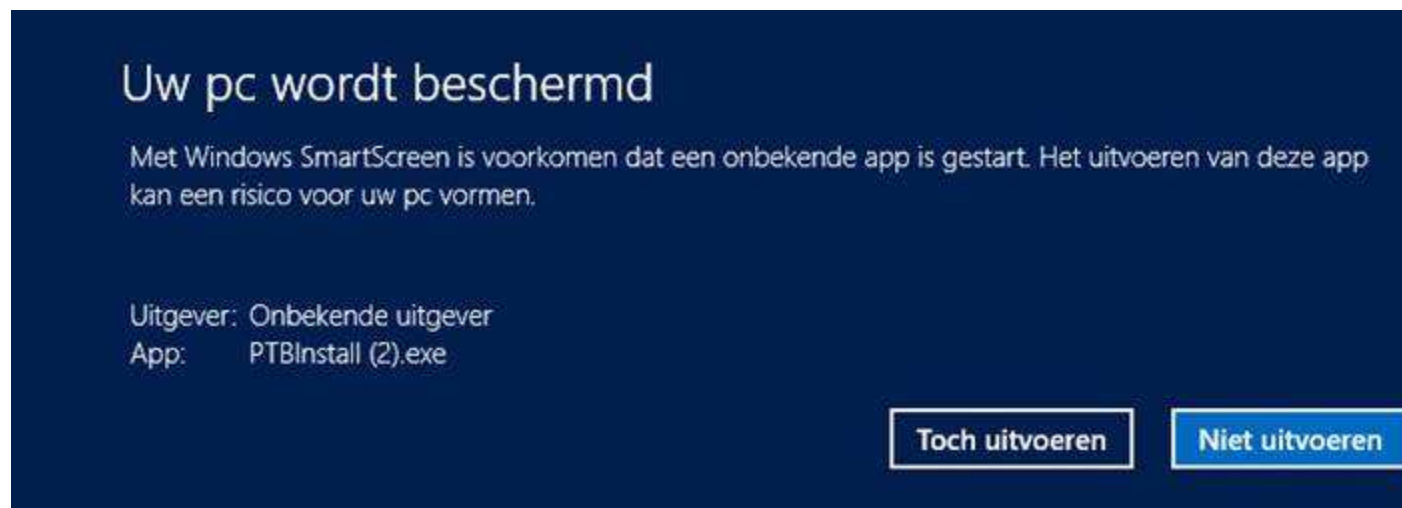 Uw pc wordt beschermd
Met Windows SmartScreen is voorkomen dat een onbekende app is gestart. Het uitvoeren van deze app
kan een risico voor uw pc vormen.
Uitgever: Onbekende uitgever
App: PTBInstall (2).exe
Toch uitvoeren Niet uitvoeren